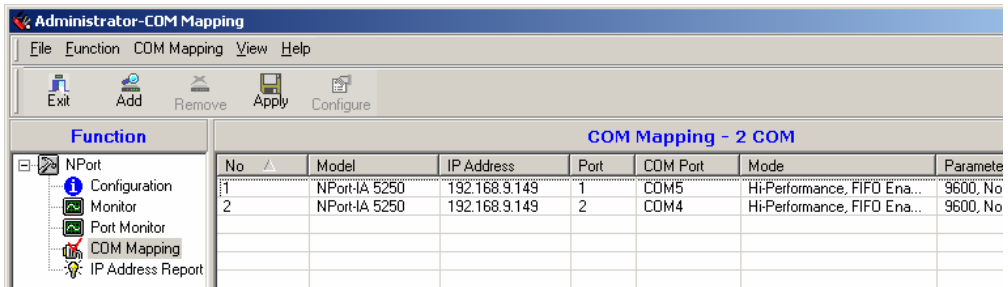 Administrator-COM Mapping
File Function COM Mapping View Help
Exit Add Remove Apply Configure
Function
COM Mapping - 2 COM
NPort
Configuration
Monitor
Port Monitor
COM Mapping
IP Address Report
No Model IP Address Port COM Port Mode Paramete
1 NPort-IA 5250 192.168.9.149 1 COM5 Hi-Performance, FIFO Ena... 9600, No
2 NPort-IA 5250 192.168.9.149 2 COM4 Hi-Performance, FIFO Ena... 9600, No